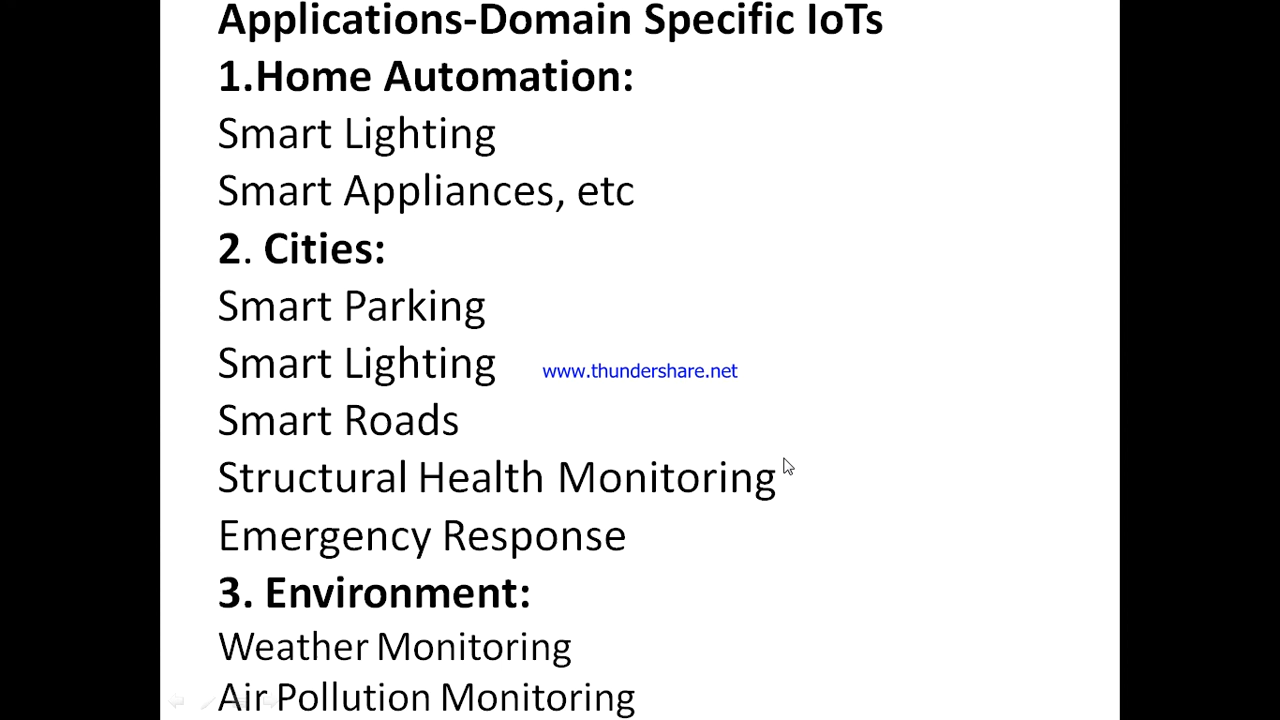 Applications-Domain Specific IoTs
1.Home Automation:
Smart Lighting
Smart Appliances, etc
2. Cities:
Smart Parking
Smart Lighting
www.thundershare.net
Smart Roads
Structural Health Monitoring
Emergency Response
3. Environment:
Weather Monitoring
Air Pollution Monitoring